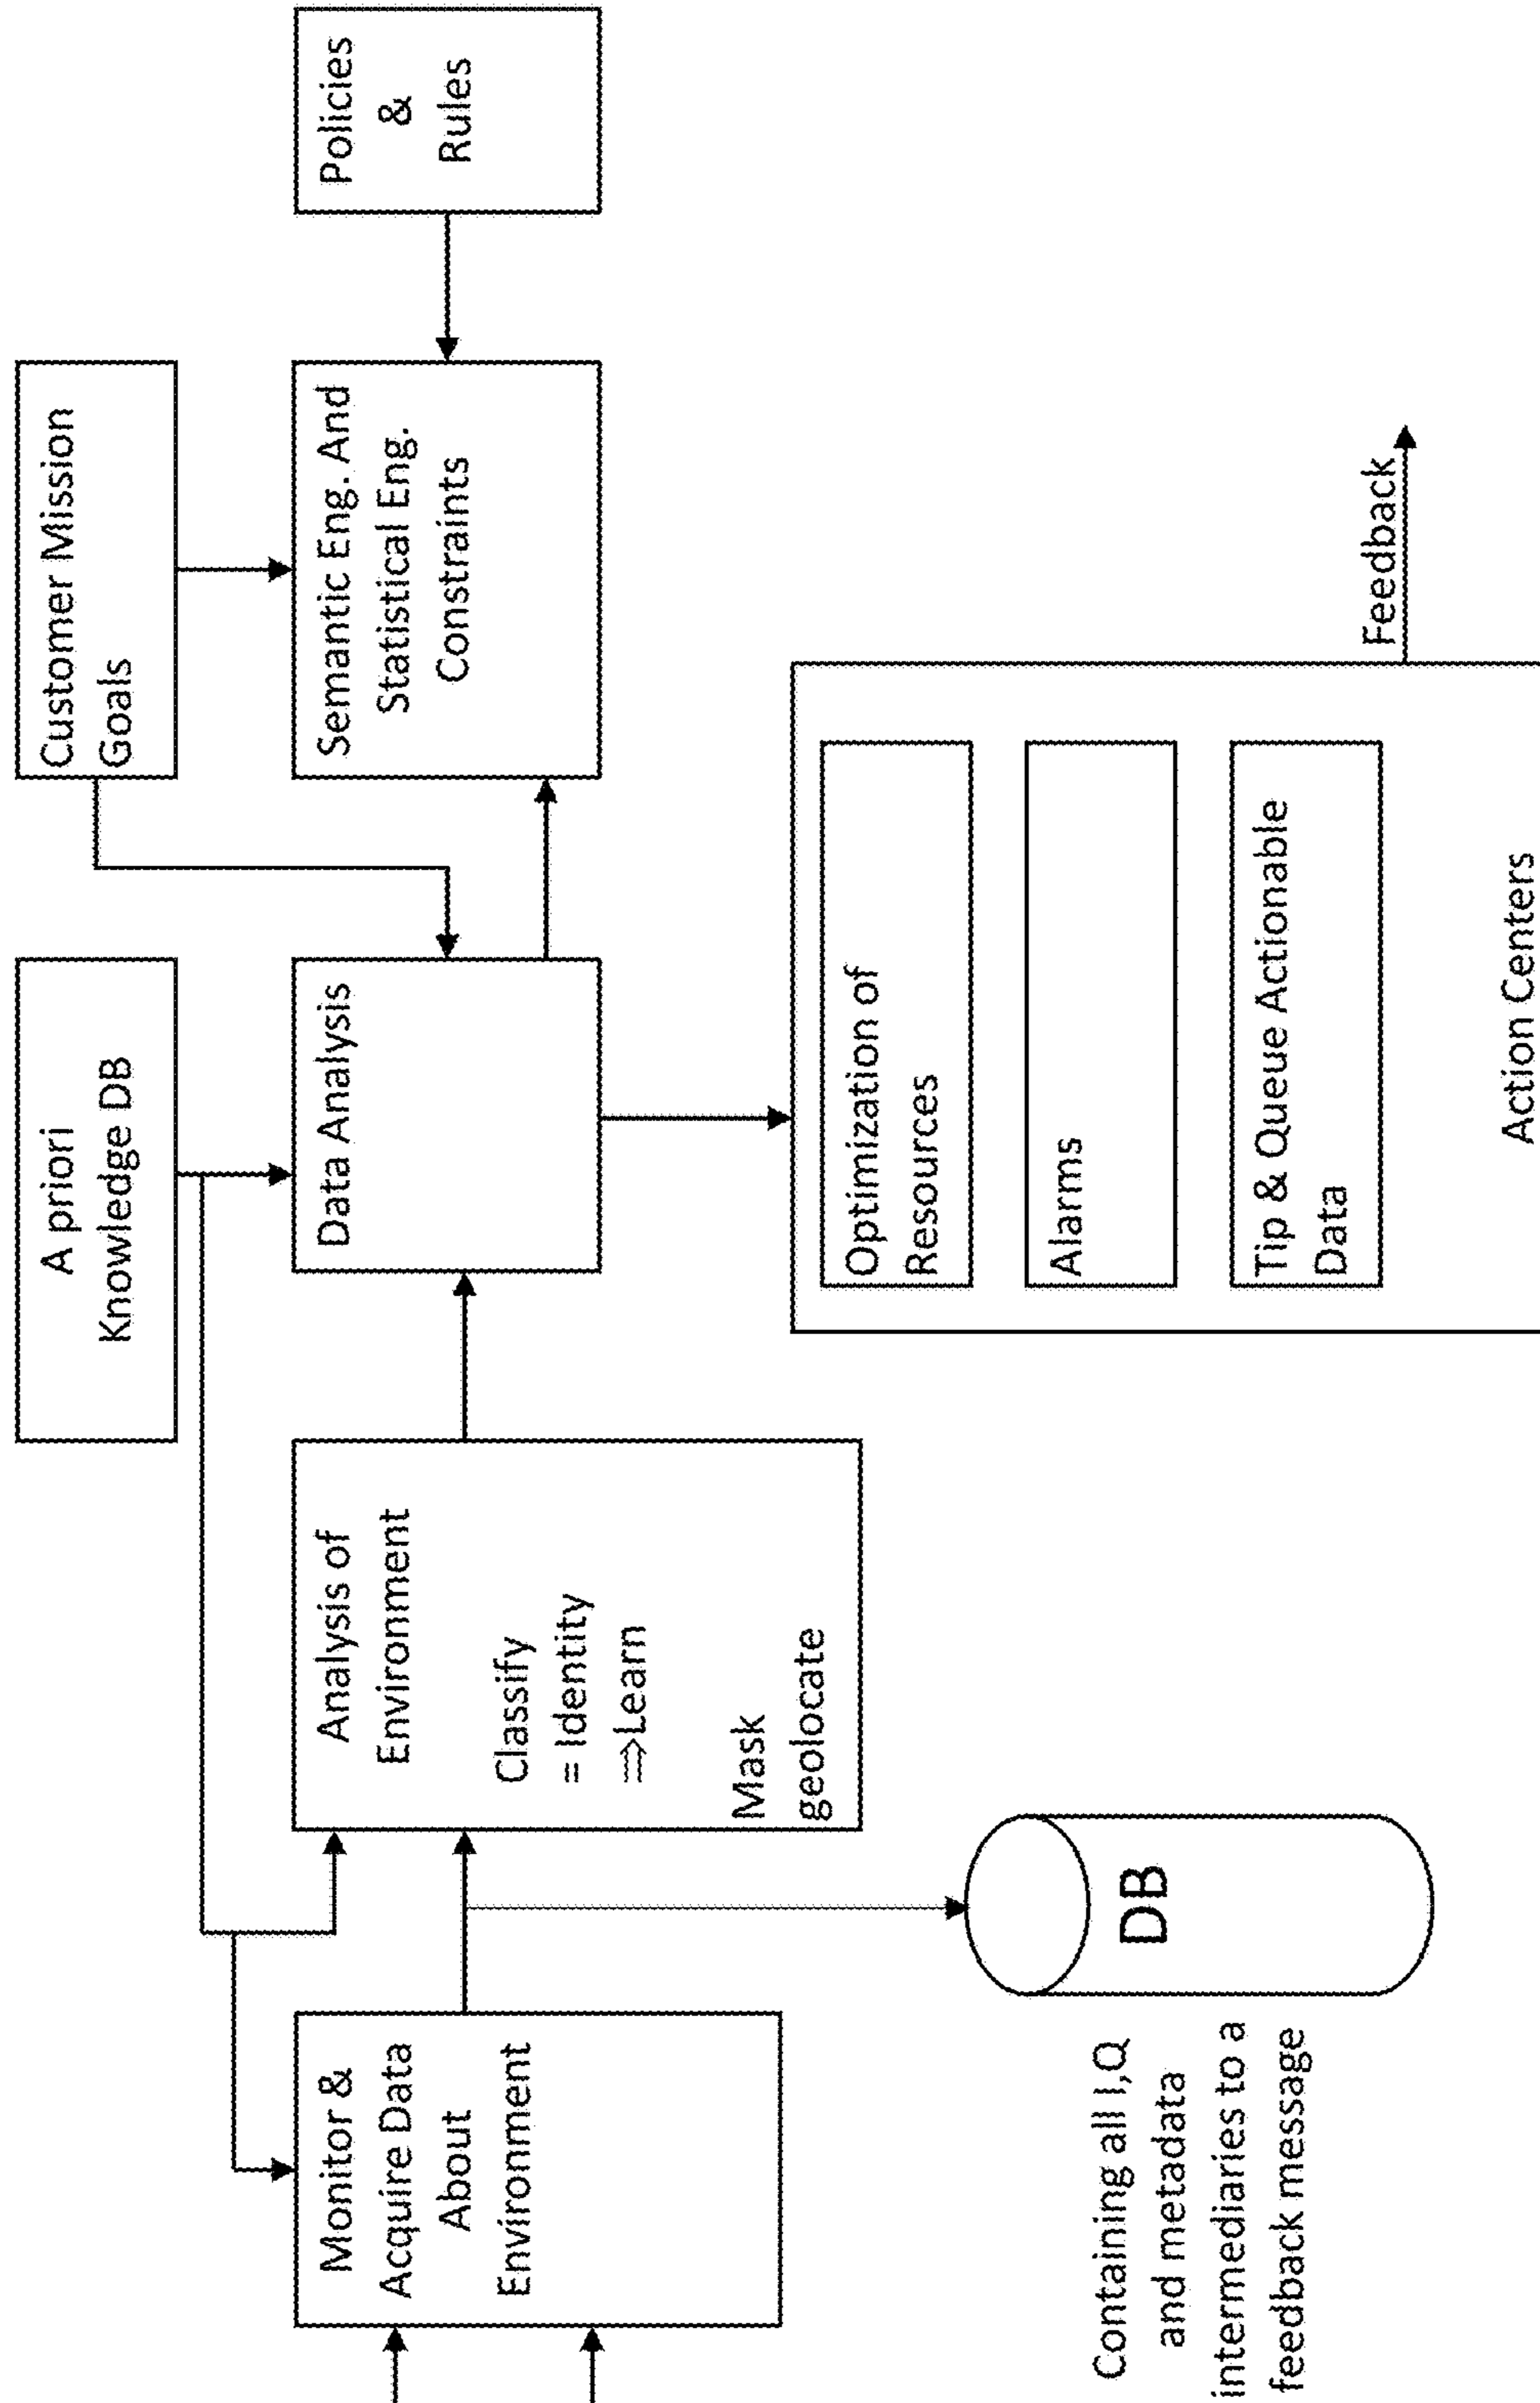 A priori
Knowledge DB
Customer Mission
Goals
Monitor &
Acquire Data
About
Environment
Analysis of
Environment
Classify
= Identity
⇒Learn
Mask
geolocate
Data Analysis
Semantic Eng. And
Statistical Eng.
Constraints
Policies
&
Rules
DB
Containing all I,Q
and metadata
intermediaries to a
feedback message
Optimization of
Resources
Alarms
Tip & Queue Actionable
Data
Action Centers
Feedback